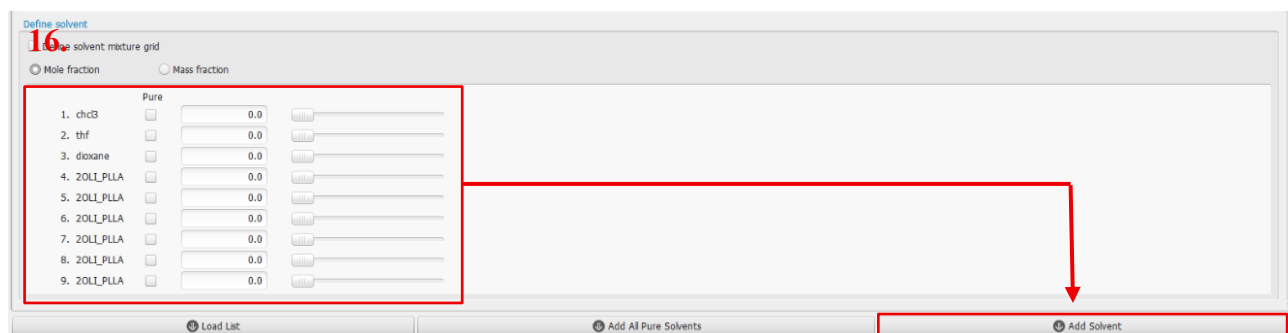 Define solvent
16.
Define solvent mixture grid
Mole fraction Mass fraction
Pure
1. chcl3 0.0
2. thf 0.0
3. dioxane 0.0
4. 2OLI_PLLA 0.0
5. 2OLI_PLLA 0.0
6. 2OLI_PLLA 0.0
7. 2OLI_PLLA 0.0
8. 2OLI_PLLA 0.0
9. 2OLI_PLLA 0.0
Load List Add All Pure Solvents Add Solvent